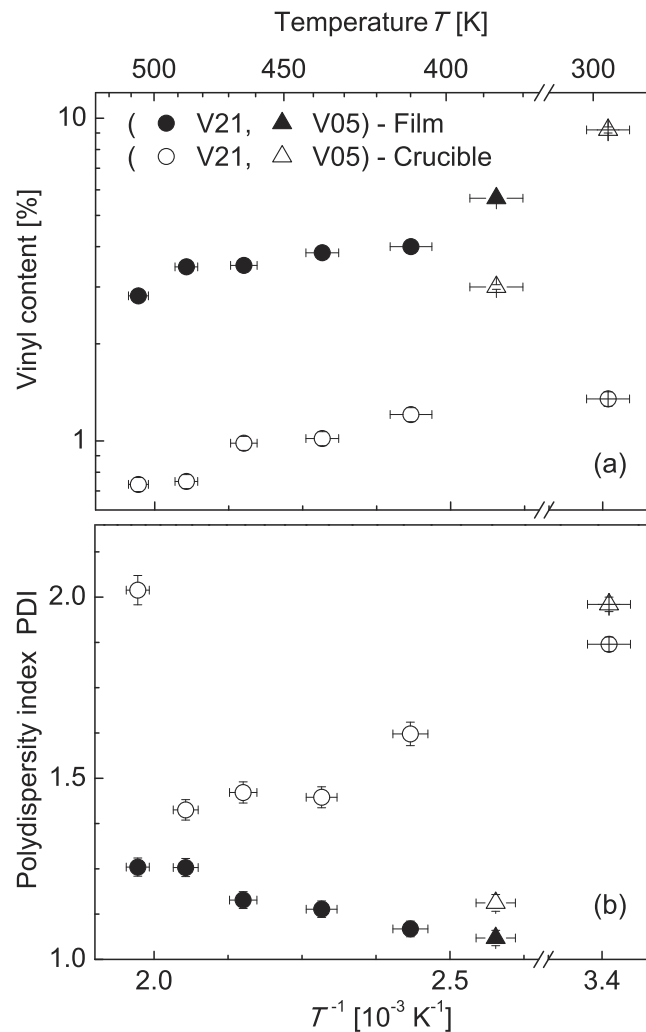 Temperature T [K]
500 450 400 300
10
( ● V21, ▲ V05) - Film
( ○ V21, △ V05) - Crucible
Vinyl content [%]
1
(a)
2.0
Polydispersity index PDI
1.5
(b)
1.0
2.0 2.5 3.4
T⁻¹ [10⁻³ K⁻¹]